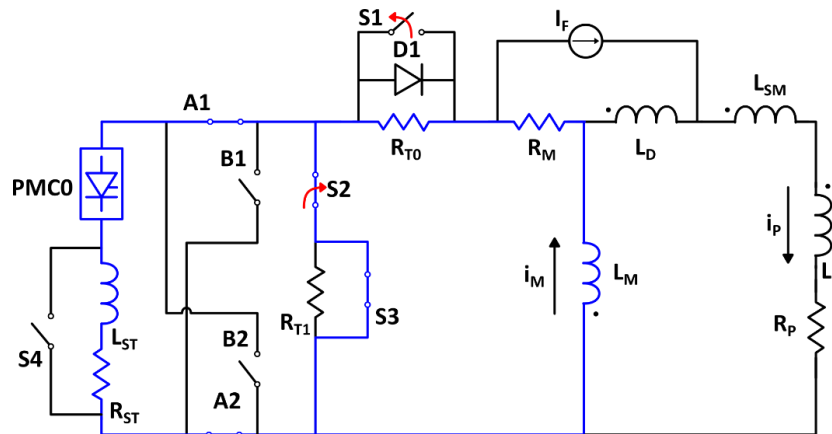 S1
I_F
D1
L_SM
A1
R_T0
R_M
L_D
B1
PMC0
S2
i_P
i_M
L_M
L
L_ST
R_T1
S3
B2
R_P
S4
A2
R_ST